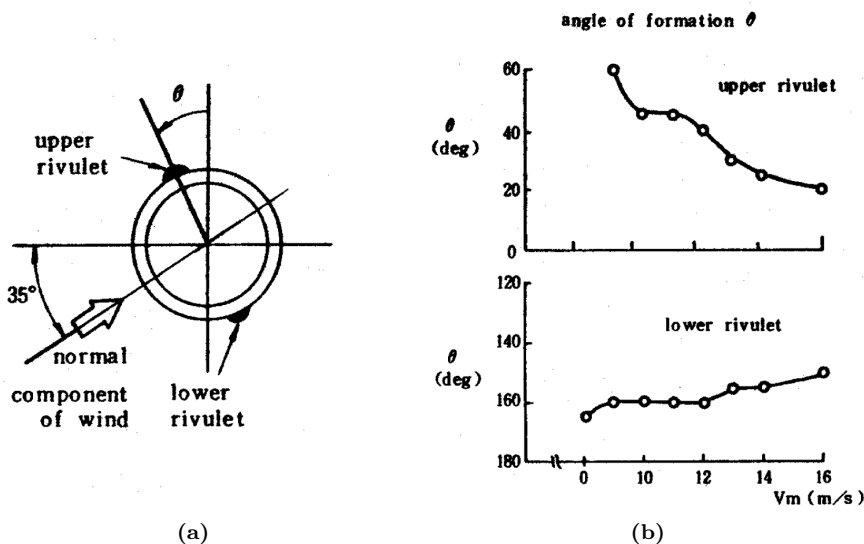 θ
upper
rivulet
35°
normal
component
of wind
lower
rivulet
(a)
angle of formation θ
60
40
20
0
θ
(deg)
upper rivulet
120
150
160
180
θ
(deg)
lower rivulet
0
10
12
14
16
Vm (m/s)
(b)